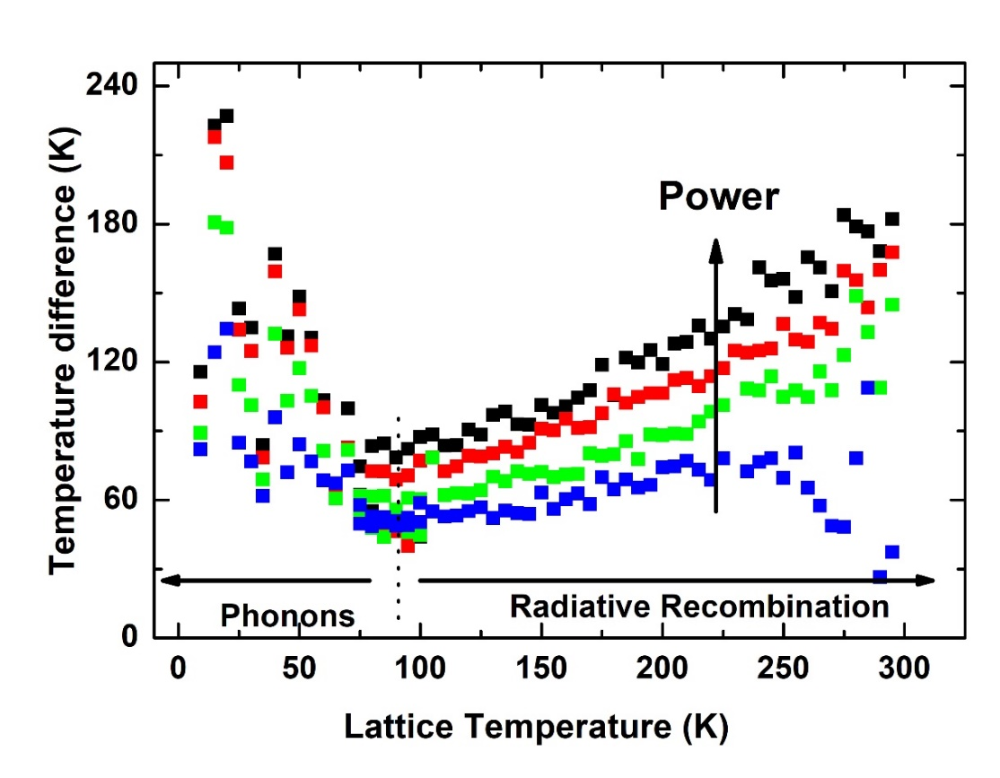 240
180
120
60
0
Temperature difference (K)
Power
Phonons
Radiative Recombination
0 50 100 150 200 250 300
Lattice Temperature (K)